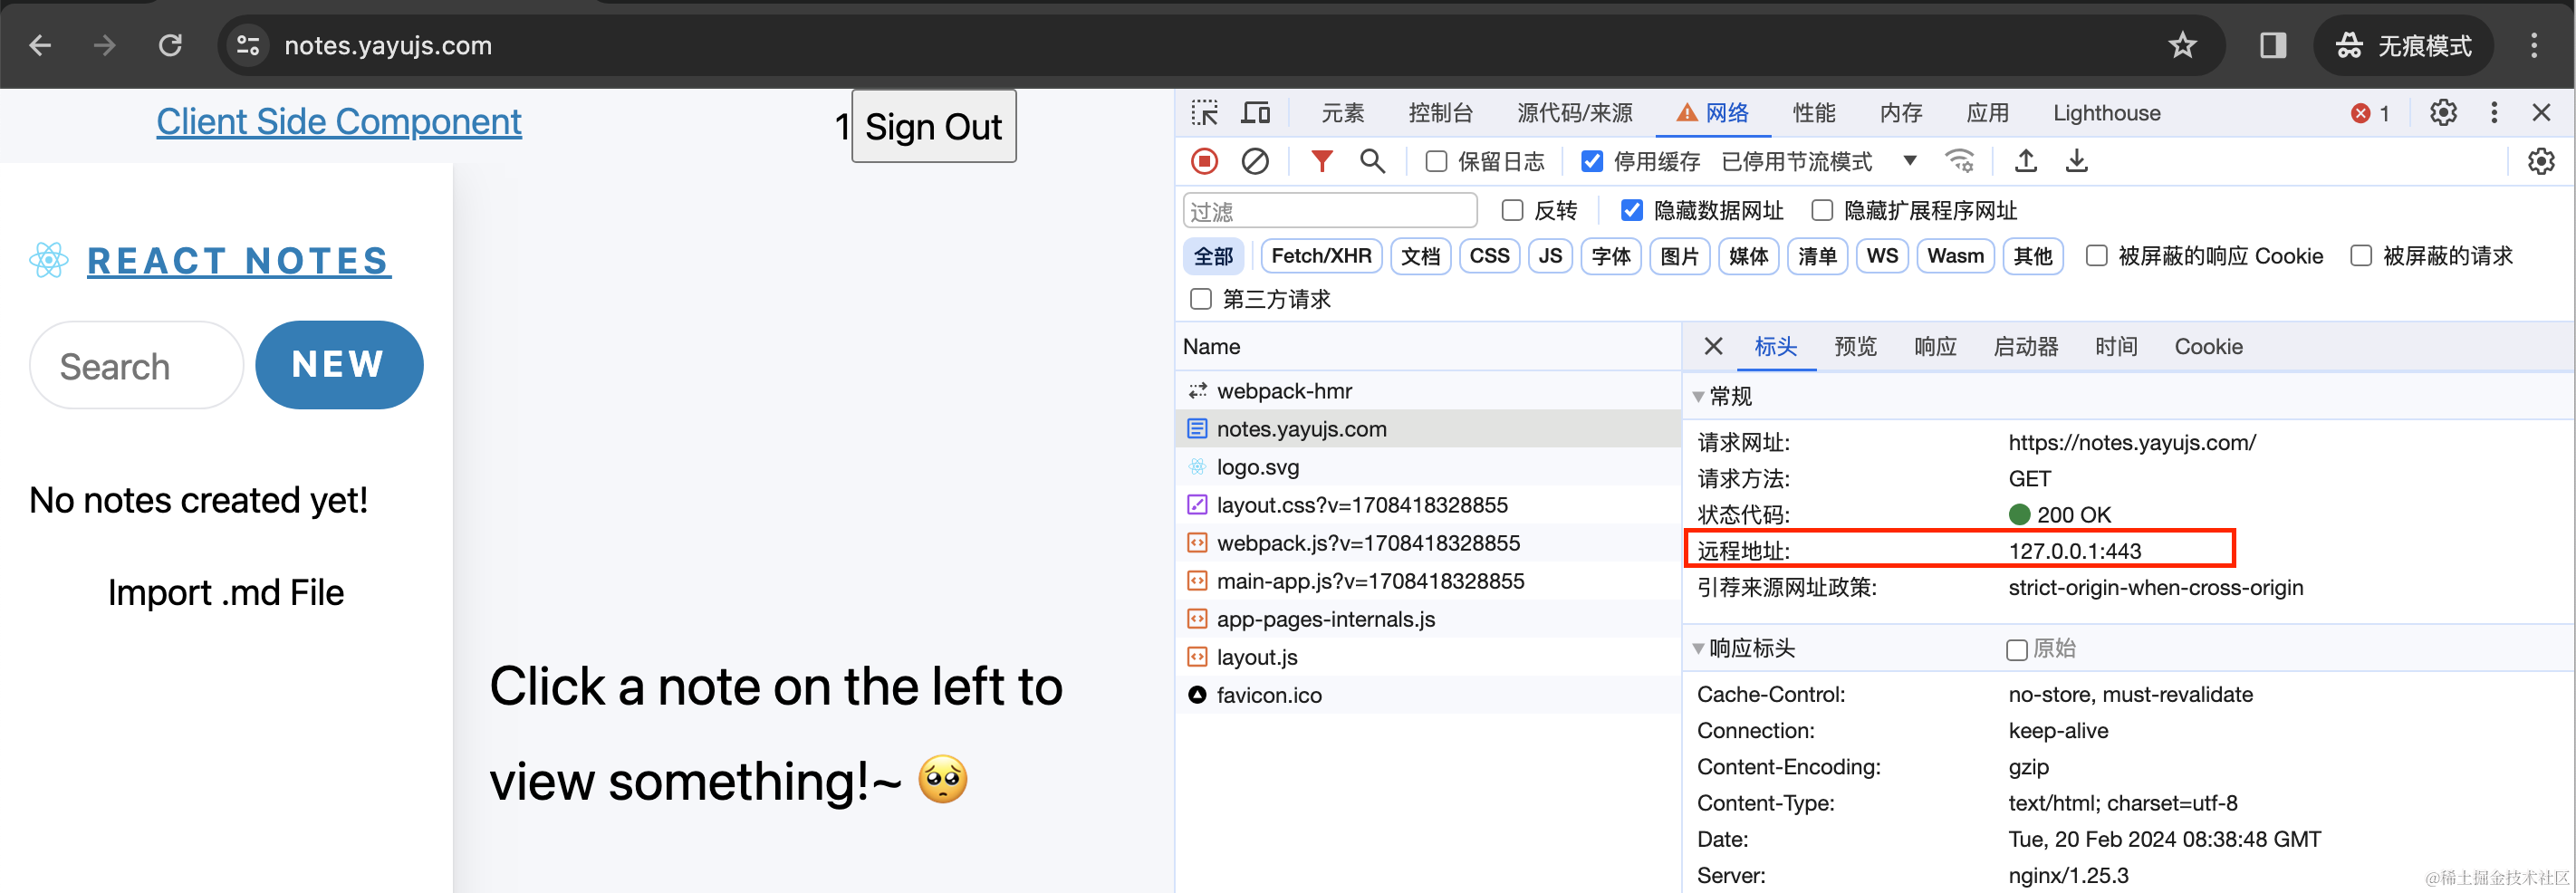 notes.yayujs.com
无痕模式
Client Side Component
1 Sign Out
REACT NOTES
Search
NEW
No notes created yet!
Import .md File
Click a note on the left to
view something!~ 🥺
元素 控制台 源代码/来源 网络 性能 内存 应用 Lighthouse 1
保留日志 停用缓存 已停用节流模式
过滤 反转 隐藏数据网址 隐藏扩展程序网址
全部 Fetch/XHR 文档 CSS JS 字体 图片 媒体 清单 WS Wasm 其他 被屏蔽的响应 Cookie 被屏蔽的请求
第三方请求
Name
webpack-hmr
notes.yayujs.com
logo.svg
layout.css?v=1708418328855
webpack.js?v=1708418328855
main-app.js?v=1708418328855
app-pages-internals.js
layout.js
favicon.ico
标头 预览 响应 启动器 时间 Cookie
常规
请求网址: https://notes.yayujs.com/
请求方法: GET
状态代码: 200 OK
远程地址: 127.0.0.1:443
引荐来源网址政策: strict-origin-when-cross-origin
响应标头 原始
Cache-Control: no-store, must-revalidate
Connection: keep-alive
Content-Encoding: gzip
Content-Type: text/html; charset=utf-8
Date: Tue, 20 Feb 2024 08:38:48 GMT
Server: nginx/1.25.3
@稀土掘金技术社区